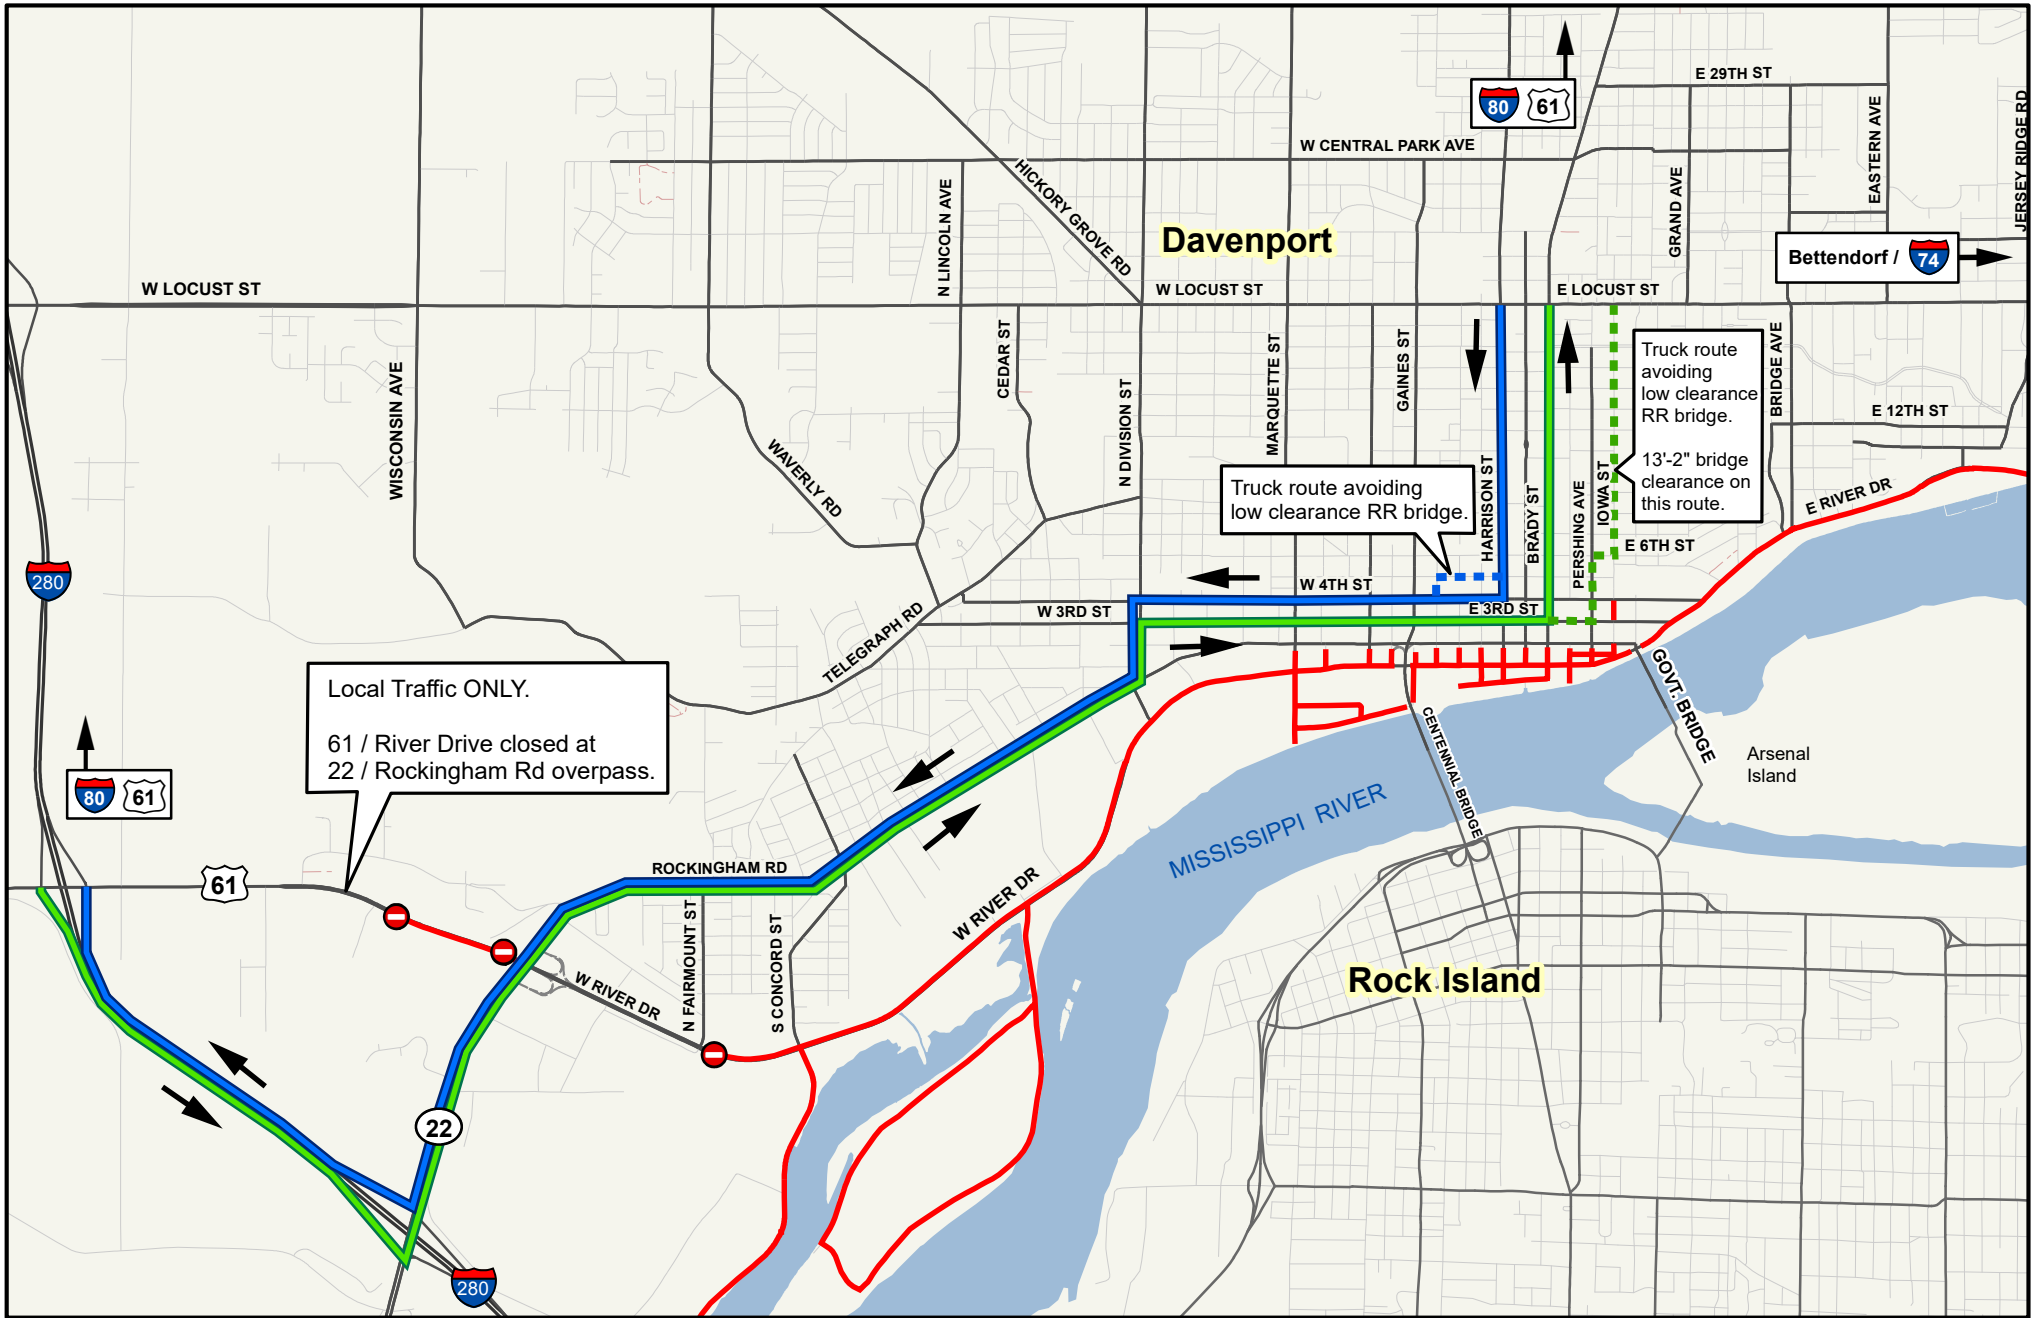 E 29TH ST
80
61
W CENTRAL PARK AVE
HICKORY GROVE RD
N LINCOLN AVE
GRAND AVE
EASTERN AVE
JERSEY RIDGE RD
Davenport
Bettendorf /
74
W LOCUST ST
W LOCUST ST
E LOCUST ST
WISCONSIN AVE
CEDAR ST
N DIVISION ST
MARQUETTE ST
GAINES ST
HARRISON ST
BRADY ST
PERSHING AVE
IOWA ST
BRIDGE AVE
Truck route
avoiding
low clearance
RR bridge.
13'-2" bridge
clearance on
this route.
E 12TH ST
WAVERLY RD
Truck route avoiding
low clearance RR bridge.
E RIVER DR
E 6TH ST
280
W 4TH ST
W 3RD ST
E 3RD ST
TELEGRAPH RD
GOVT. BRIDGE
CENTENNIAL BRIDGE
Arsenal
Island
Local Traffic ONLY.
61 / River Drive closed at
22 / Rockingham Rd overpass.
80
61
MISSISSIPPI RIVER
61
ROCKINGHAM RD
W RIVER DR
N FAIRMOUNT ST
S CONCORD ST
W RIVER DR
Rock Island
22
280